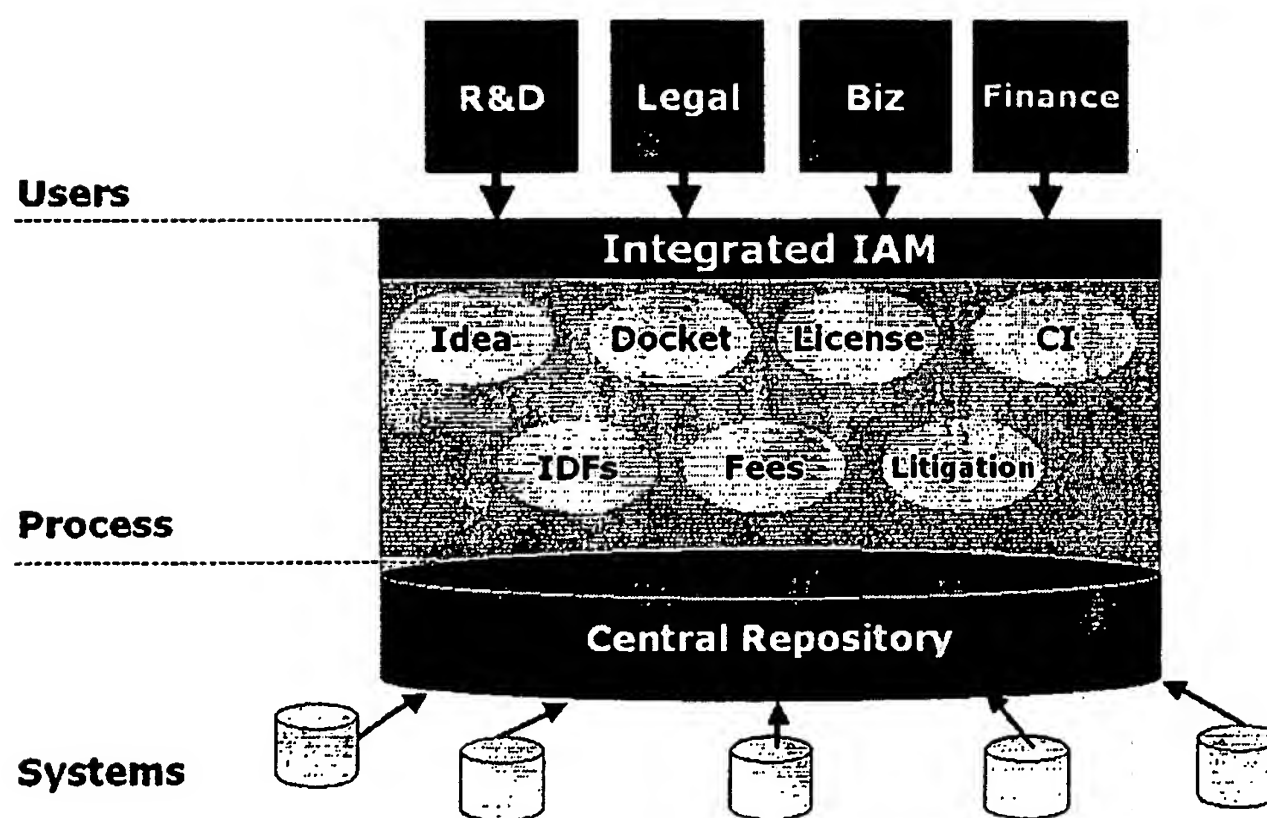 R&D Legal Biz Finance
Users
Integrated IAM
Idea Docket License CI
IDFs Fees Litigation
Process
Central Repository
Systems